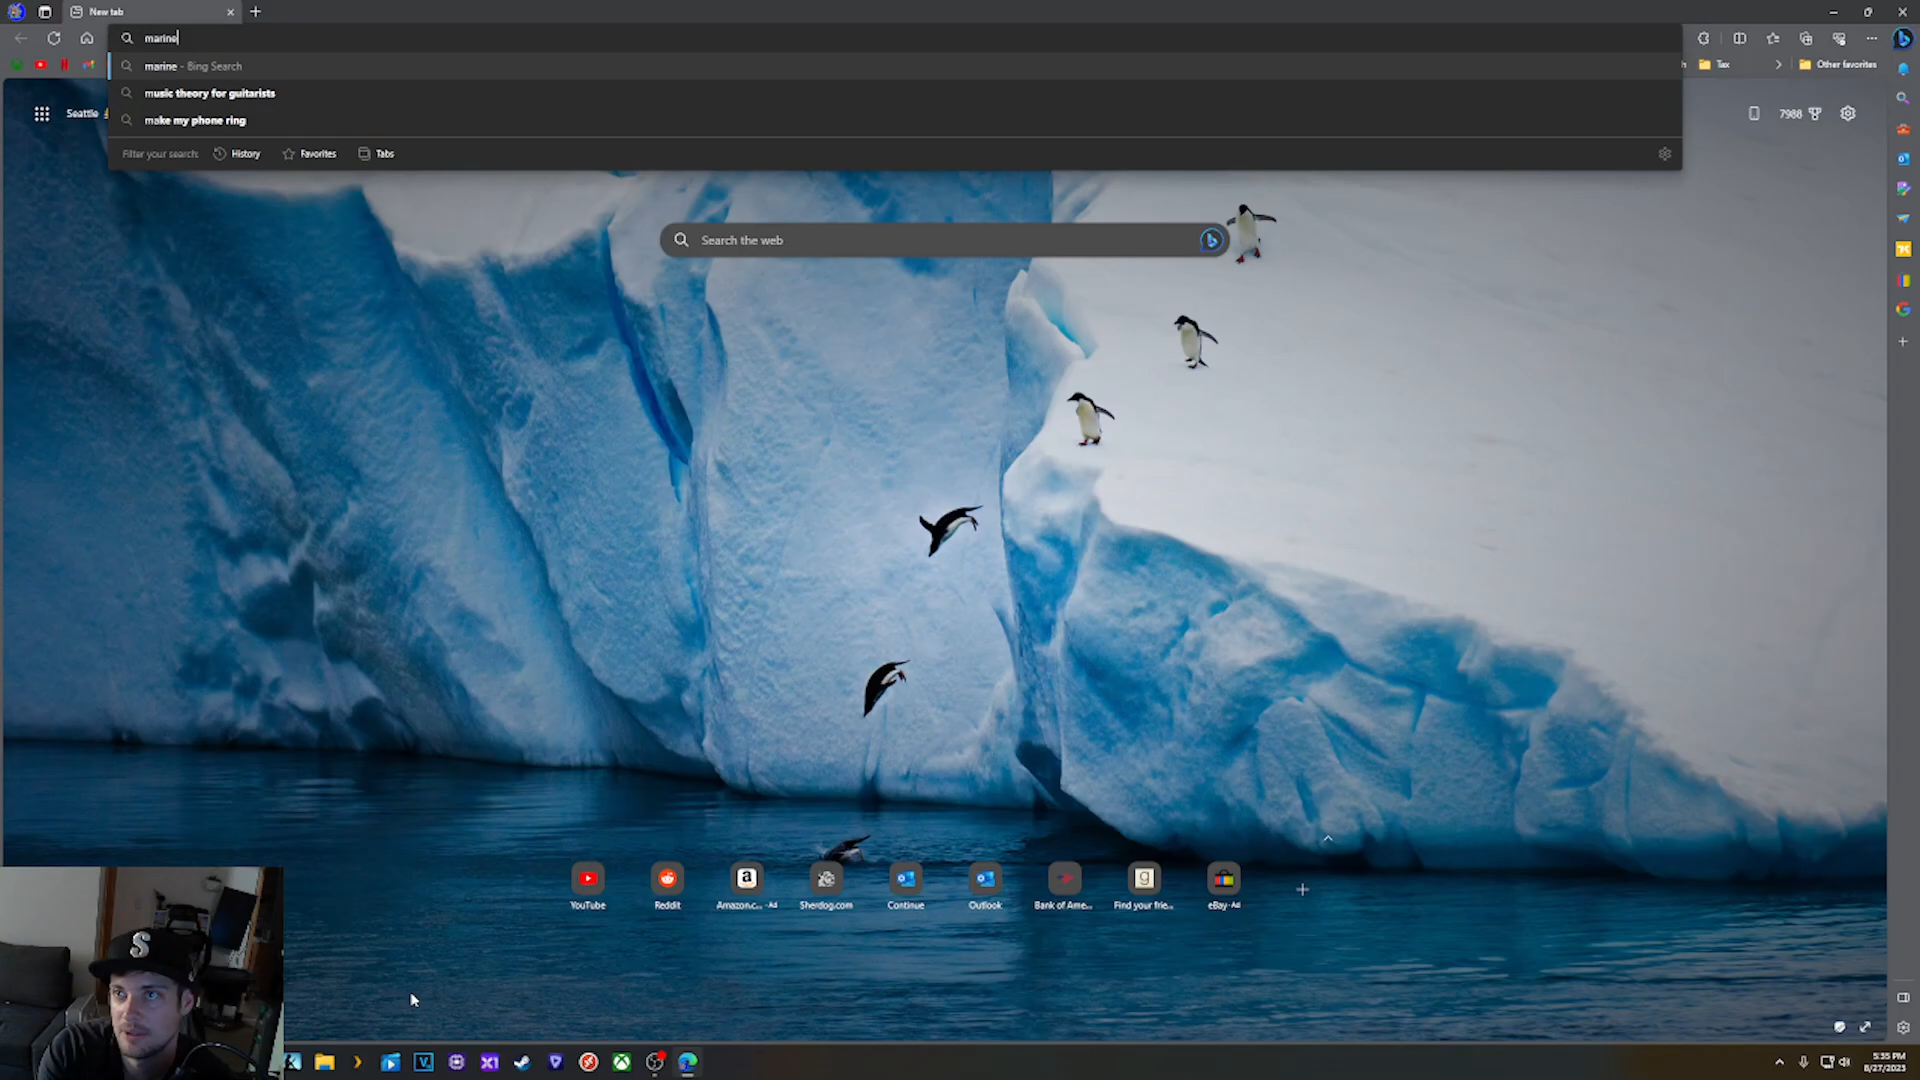 New tab
marine
marine - Bing Search
music theory for guitarists
make my phone ring
Filter your search: History Favorites Tabs
Tax
Other favorites
Seattle
7988
Search the web
YouTube
Reddit
Amazon.c... · Ad
Sherdog.com
Continue
Outlook
Bank of Ame...
Find your frie...
eBay · Ad
S
5:35 PM
8/27/2023